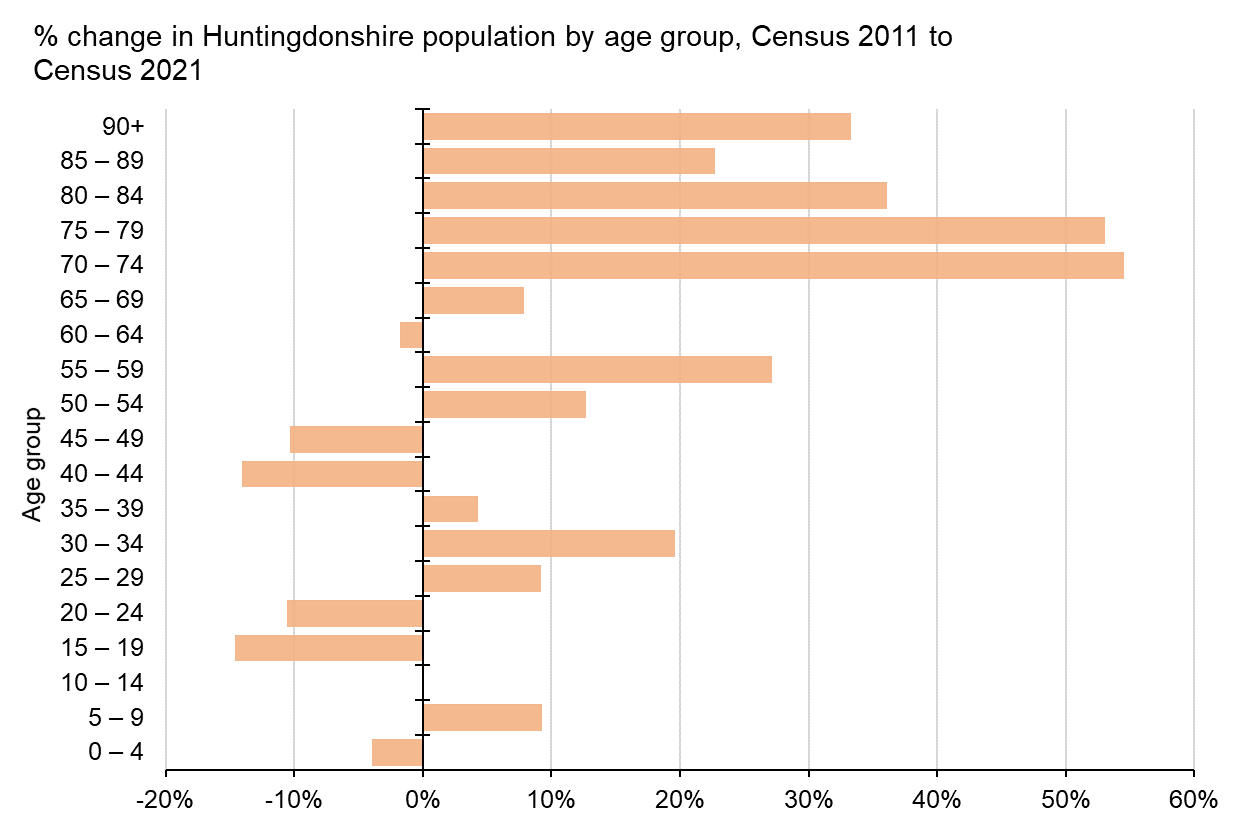 % change in Huntingdonshire population by age group, Census 2011 to
Census 2021
Age group
90+
85 – 89
80 – 84
75 – 79
70 – 74
65 – 69
60 – 64
55 – 59
50 – 54
45 – 49
40 – 44
35 – 39
30 – 34
25 – 29
20 – 24
15 – 19
10 – 14
5 – 9
0 – 4
-20% -10% 0% 10% 20% 30% 40% 50% 60%